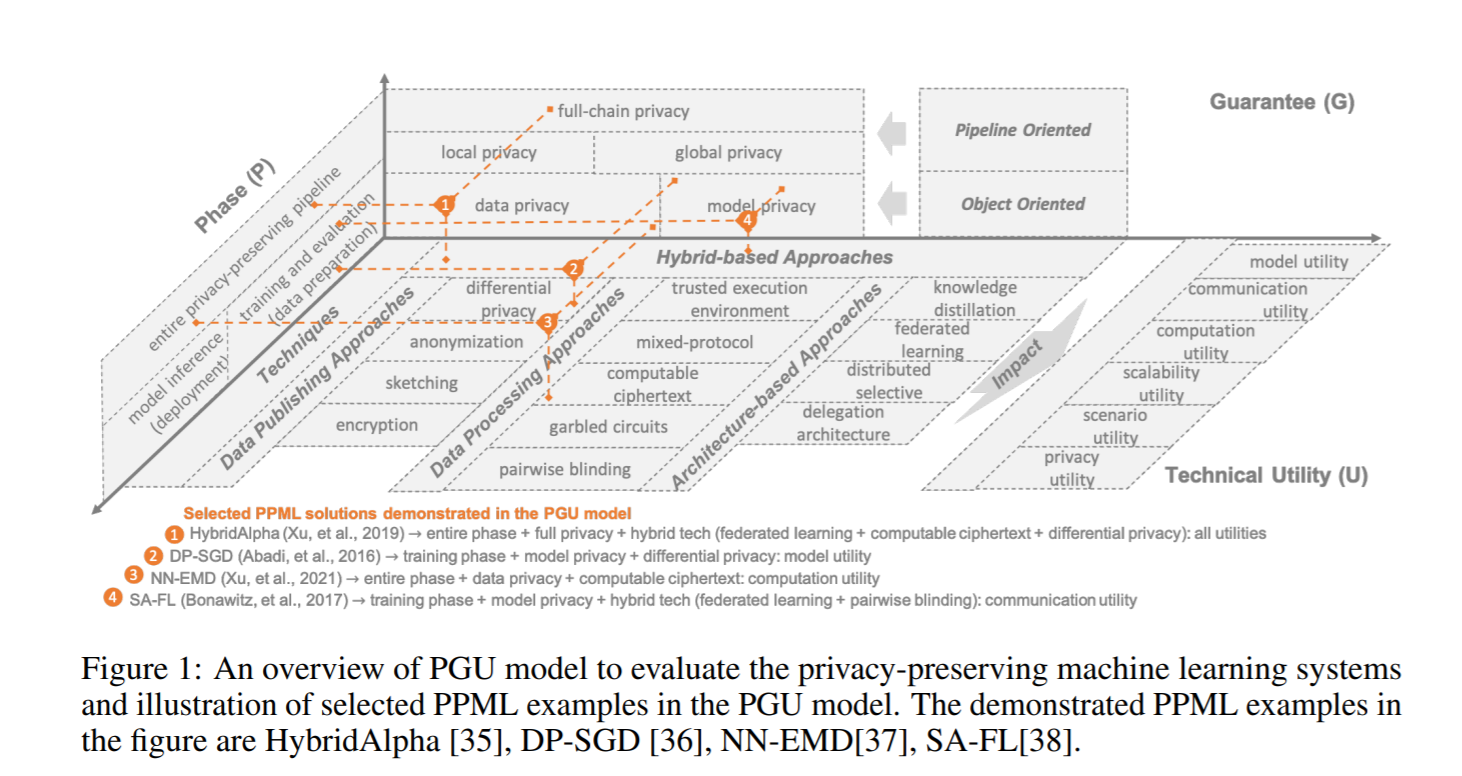 Guarantee (G)
Phase (P)
full-chain privacy
local privacy
global privacy
data privacy
model privacy
Pipeline Oriented
Object Oriented
entire privacy-preserving pipeline
training and evaluation
(data preparation)
model inference
(deployment)
1
2
3
4
Techniques
Hybrid-based Approaches
Data Publishing Approaches
differential
privacy
anonymization
sketching
encryption
Data Processing Approaches
trusted execution
environment
mixed-protocol
computable
ciphertext
garbled circuits
pairwise blinding
Architecture-based Approaches
knowledge
distillation
federated
learning
distributed
selective
delegation
architecture
Impact
model utility
communication
utility
computation
utility
scalability
utility
scenario
utility
privacy
utility
Technical Utility (U)
Selected PPML solutions demonstrated in the PGU model
1 HybridAlpha (Xu, et al., 2019) → entire phase + full privacy + hybrid tech (federated learning + computable ciphertext + differential privacy): all utilities
2 DP-SGD (Abadi, et al., 2016) → training phase + model privacy + differential privacy: model utility
3 NN-EMD (Xu, et al., 2021) → entire phase + data privacy + computable ciphertext: computation utility
4 SA-FL (Bonawitz, et al., 2017) → training phase + model privacy + hybrid tech (federated learning + pairwise blinding): communication utility
Figure 1: An overview of PGU model to evaluate the privacy-preserving machine learning systems
and illustration of selected PPML examples in the PGU model. The demonstrated PPML examples in
the figure are HybridAlpha [35], DP-SGD [36], NN-EMD[37], SA-FL[38].